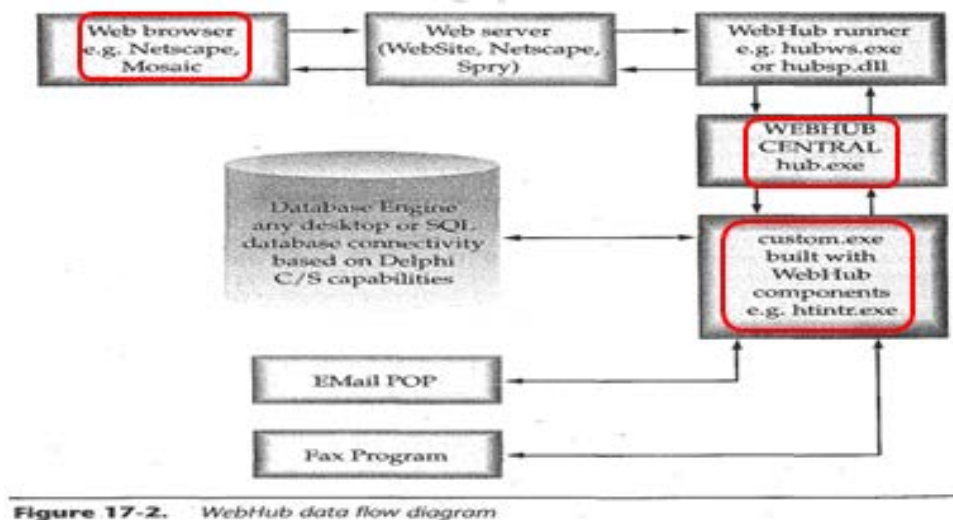 Web browser
e.g. Netscape,
Mosaic
Web server
(WebSite, Netscape,
Spry)
WebHub runner
e.g. hubws.exe
or hubsp.dll
WEBHUB
CENTRAL
hub.exe
Database Engine
any desktop or SQL
database connectivity
based on Delphi
C/S capabilities
custom.exe
built with
WebHub
components
e.g. htintr.exe
EMail POP
Fax Program
Figure 17-2. WebHub data flow diagram